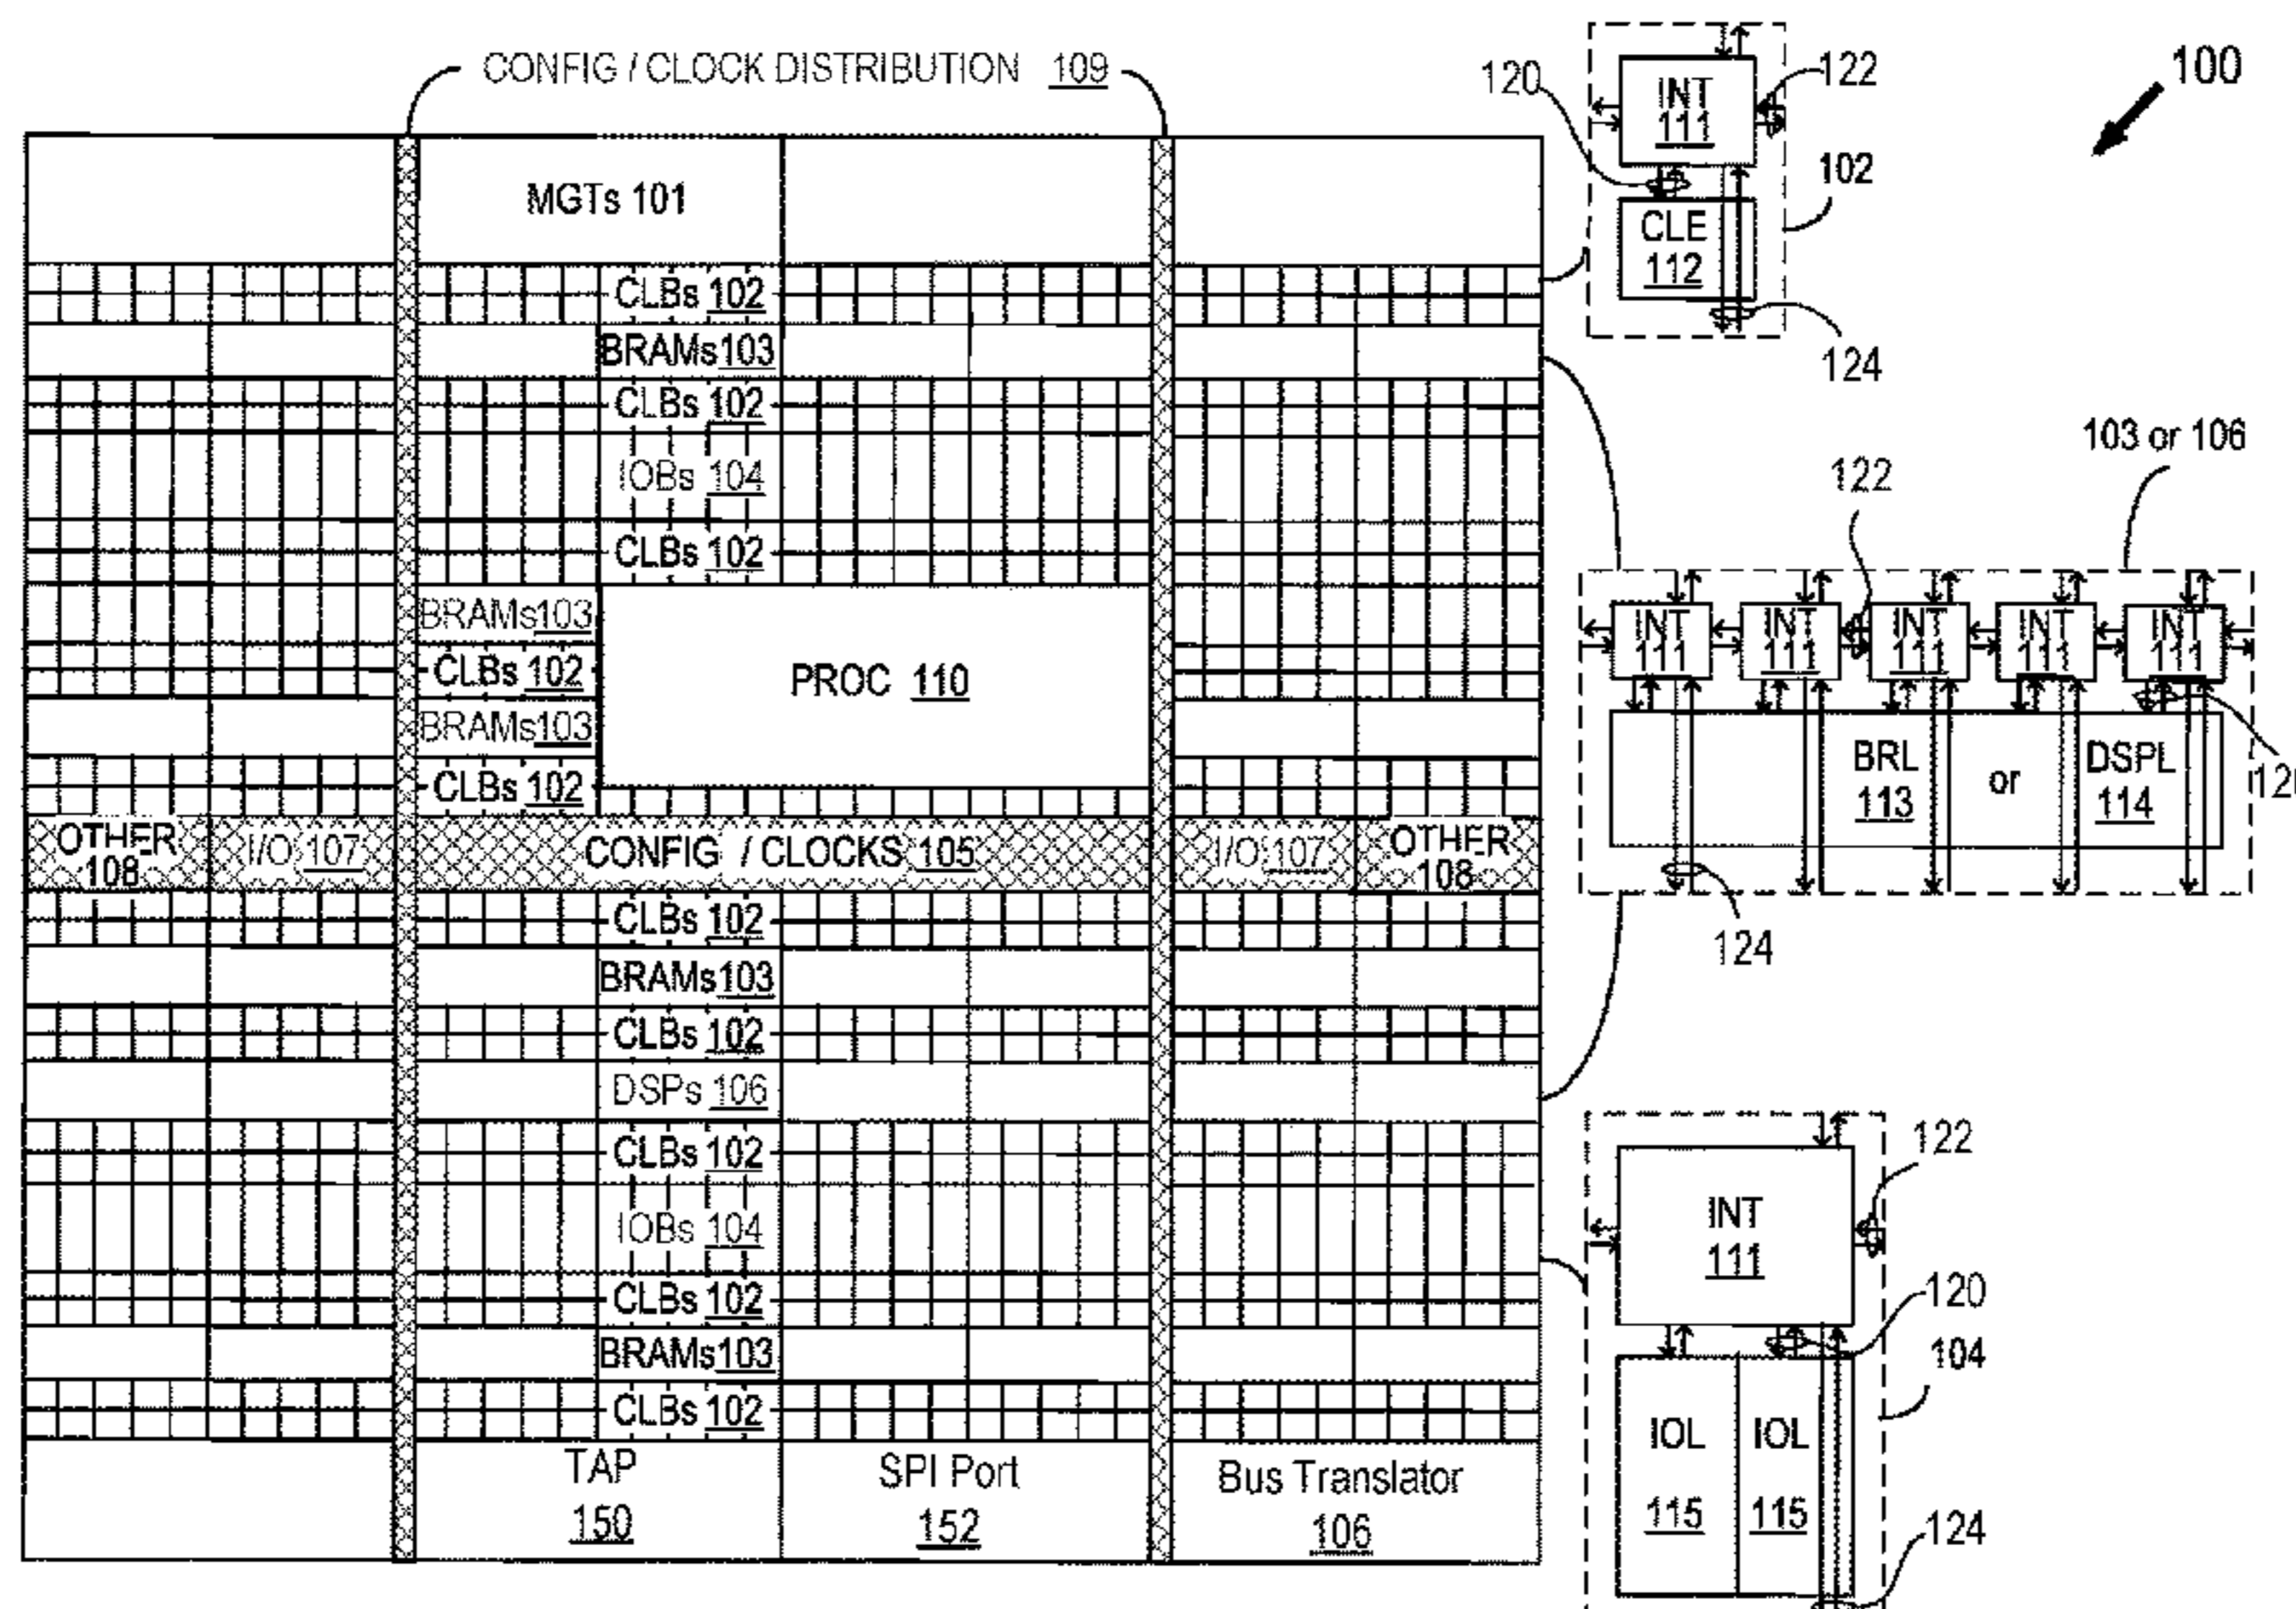 CONFIG / CLOCK DISTRIBUTION 109
100
MGTs 101
CLBs 102
BRAMs 103
CLBs 102
IOBs 104
CLBs 102
BRAMs 103
CLBs 102
BRAMs 103
CLBs 102
PROC 110
OTHER
108
I/O 107
CONFIG / CLOCKS 105
I/O 107
OTHER
108
CLBs 102
BRAMs 103
CLBs 102
DSPs 106
CLBs 102
IOBs 104
CLBs 102
BRAMs 103
CLBs 102
TAP
150
SPI Port
152
Bus Translator
106
120
INT
111
122
102
CLE
112
124
103 or 106
122
INT
111
INT
111
INT
111
INT
111
INT
111
BRL
113
or
DSPL
114
124
INT
111
122
120
104
IOL
115
IOL
115
124